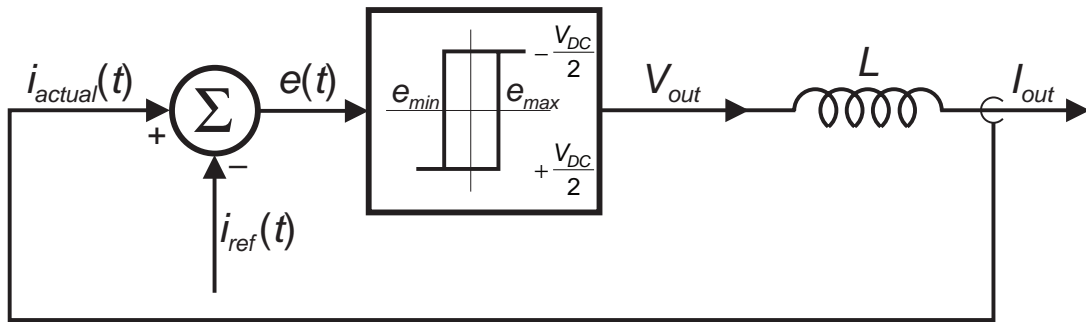 i_actual(t)
+
Σ
−
i_ref(t)
e(t)
e_min
e_max
− V_DC/2
+ V_DC/2
V_out
L
I_out